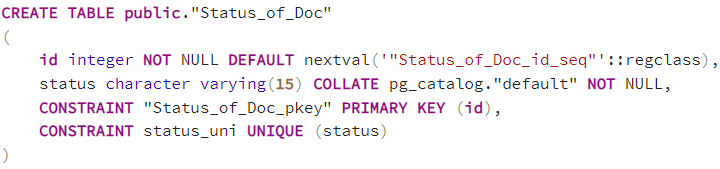 CREATE TABLE public."Status_of_Doc"
(
    id integer NOT NULL DEFAULT nextval('"Status_of_Doc_id_seq"'::regclass),
    status character varying(15) COLLATE pg_catalog."default" NOT NULL,
    CONSTRAINT "Status_of_Doc_pkey" PRIMARY KEY (id),
    CONSTRAINT status_uni UNIQUE (status)
)